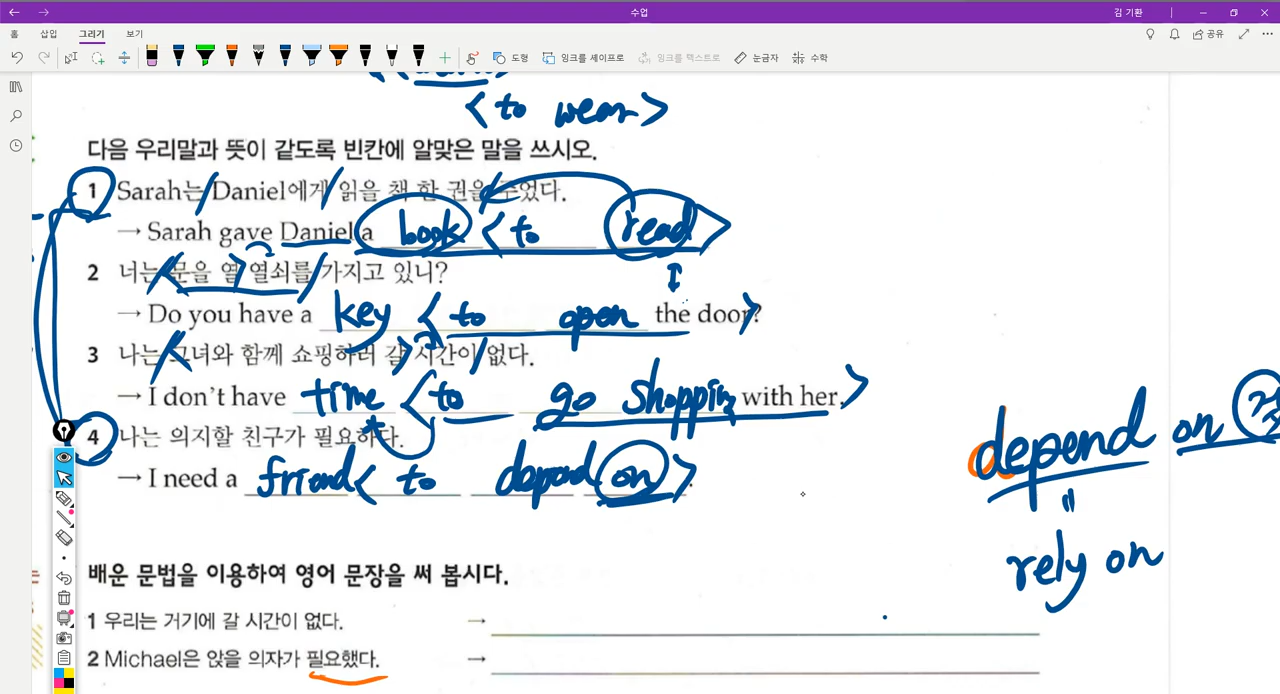 수업
김 기환
홈 삽입 그리기 보기
공유
도형 잉크를 셰이프로 잉크를 텍스트로 눈금자 수학
< to wear >
다음 우리말과 뜻이 같도록 빈칸에 알맞은 말을 쓰시오.
1 Sarah는 / Daniel에게 / 읽을 책 한 권을 / 주었다.
→ Sarah gave Daniel a book < to read >
2 너는 < 문을 열 > 열쇠를 / 가지고 있니?
→ Do you have a key < to open the door > ?
3 나는 < 그녀와 함께 쇼핑하러 갈 > 시간이 / 없다.
→ I don't have time < to go shopping with her. >
4 나는 의지할 친구가 필요하다.
→ I need a friend < to depend on >.
depend on
"
rely on
배운 문법을 이용하여 영어 문장을 써 봅시다.
1 우리는 거기에 갈 시간이 없다. →
2 Michael은 앉을 의자가 필요했다. →